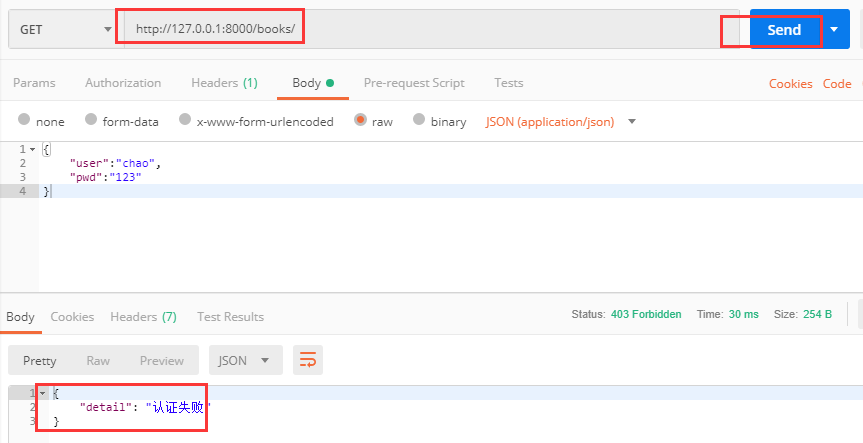 GET http://127.0.0.1:8000/books/ Send
Params Authorization Headers (1) Body Pre-request Script Tests Cookies Code
none form-data x-www-form-urlencoded raw binary JSON (application/json)
1 {
2 "user":"chao",
3 "pwd":"123"
4 }
Body Cookies Headers (7) Test Results Status: 403 Forbidden Time: 30 ms Size: 254 B
Pretty Raw Preview JSON
1 {
2 "detail": "认证失败"
3 }